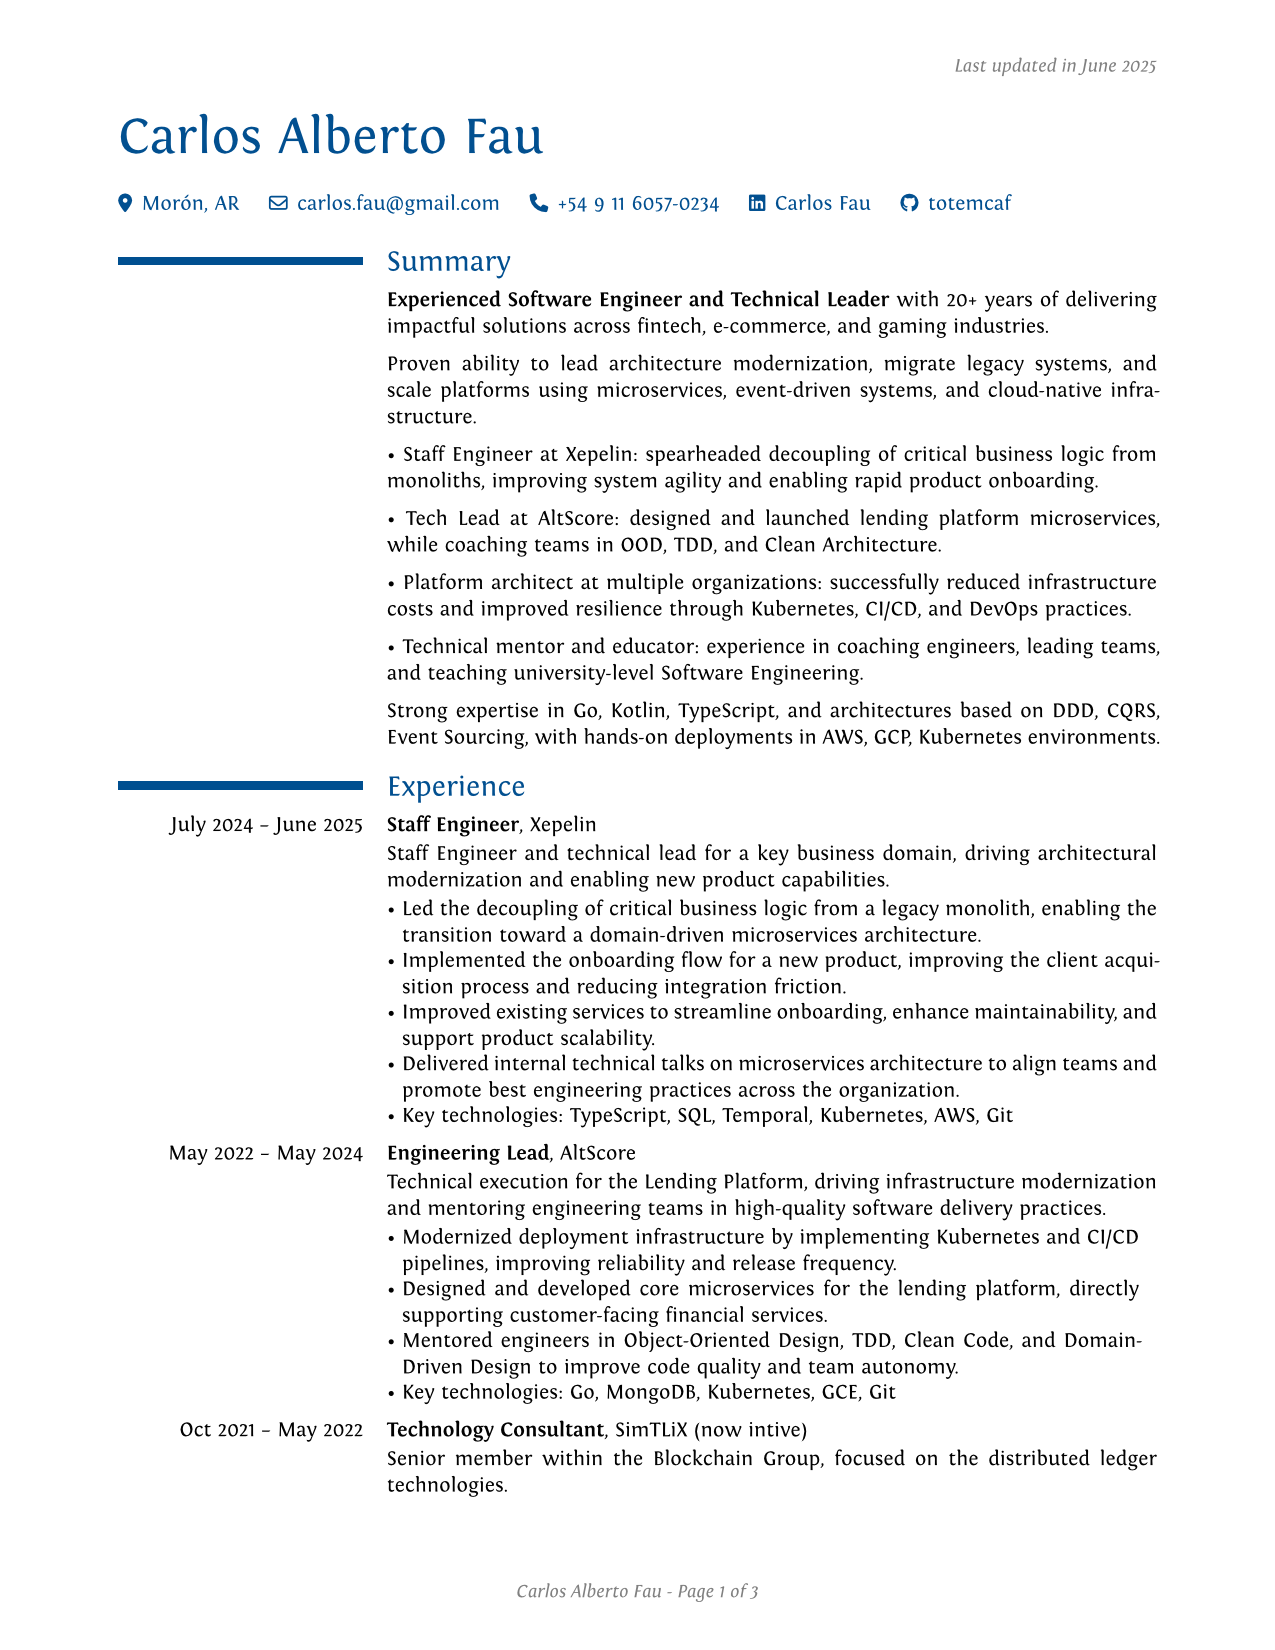 Last updated in June 2025
Carlos Alberto Fau
Morón, AR carlos.fau@gmail.com +54 9 11 6057-0234 Carlos Fau totemcaf
Summary
Experienced Software Engineer and Technical Leader with 20+ years of delivering
impactful solutions across fintech, e-commerce, and gaming industries.
Proven ability to lead architecture modernization, migrate legacy systems, and
scale platforms using microservices, event-driven systems, and cloud-native infra-
structure.
• Staff Engineer at Xepelin: spearheaded decoupling of critical business logic from
monoliths, improving system agility and enabling rapid product onboarding.
• Tech Lead at AltScore: designed and launched lending platform microservices,
while coaching teams in OOD, TDD, and Clean Architecture.
• Platform architect at multiple organizations: successfully reduced infrastructure
costs and improved resilience through Kubernetes, CI/CD, and DevOps practices.
• Technical mentor and educator: experience in coaching engineers, leading teams,
and teaching university-level Software Engineering.
Strong expertise in Go, Kotlin, TypeScript, and architectures based on DDD, CQRS,
Event Sourcing, with hands-on deployments in AWS, GCP, Kubernetes environments.
Experience
July 2024 – June 2025 Staff Engineer, Xepelin
Staff Engineer and technical lead for a key business domain, driving architectural
modernization and enabling new product capabilities.
• Led the decoupling of critical business logic from a legacy monolith, enabling the
transition toward a domain-driven microservices architecture.
• Implemented the onboarding flow for a new product, improving the client acqui-
sition process and reducing integration friction.
• Improved existing services to streamline onboarding, enhance maintainability, and
support product scalability.
• Delivered internal technical talks on microservices architecture to align teams and
promote best engineering practices across the organization.
• Key technologies: TypeScript, SQL, Temporal, Kubernetes, AWS, Git
May 2022 – May 2024 Engineering Lead, AltScore
Technical execution for the Lending Platform, driving infrastructure modernization
and mentoring engineering teams in high-quality software delivery practices.
• Modernized deployment infrastructure by implementing Kubernetes and CI/CD
pipelines, improving reliability and release frequency.
• Designed and developed core microservices for the lending platform, directly
supporting customer-facing financial services.
• Mentored engineers in Object-Oriented Design, TDD, Clean Code, and Domain-
Driven Design to improve code quality and team autonomy.
• Key technologies: Go, MongoDB, Kubernetes, GCE, Git
Oct 2021 – May 2022 Technology Consultant, SimTLiX (now intive)
Senior member within the Blockchain Group, focused on the distributed ledger
technologies.
Carlos Alberto Fau - Page 1 of 3